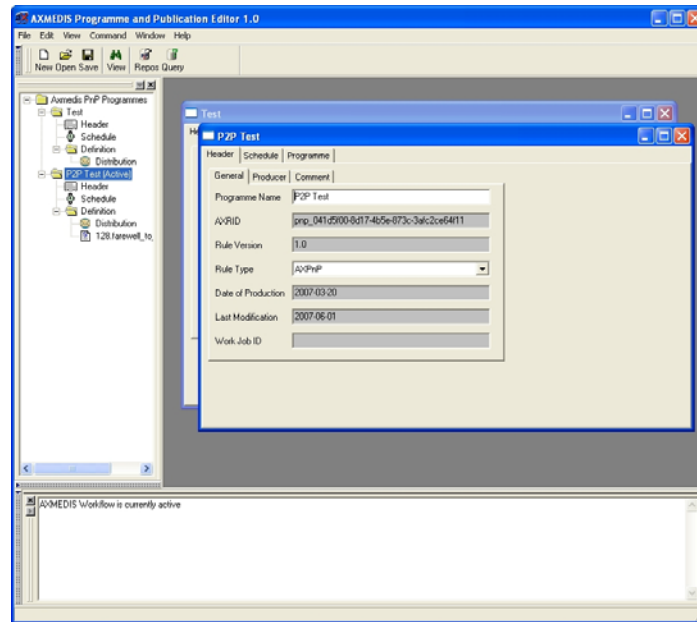 AXMEDIS Programme and Publication Editor 1.0
File Edit View Command Window Help
New Open Save View Repos Query
Axmedis PnP Programmes
Test
Header
Schedule
Definition
Distribution
P2P Test (Active)
Header
Schedule
Definition
Distribution
128.farewell_to_
Test
P2P Test
Header Schedule Programme
General Producer Comment
Programme Name P2P Test
AXRID pnp_041d5f00-8d17-4b5e-873c-3afc2ce64f11
Rule Version 1.0
Rule Type AXPnP
Date of Production 2007-03-20
Last Modification 2007-06-01
Work Job ID
AXMEDIS Workflow is currently active